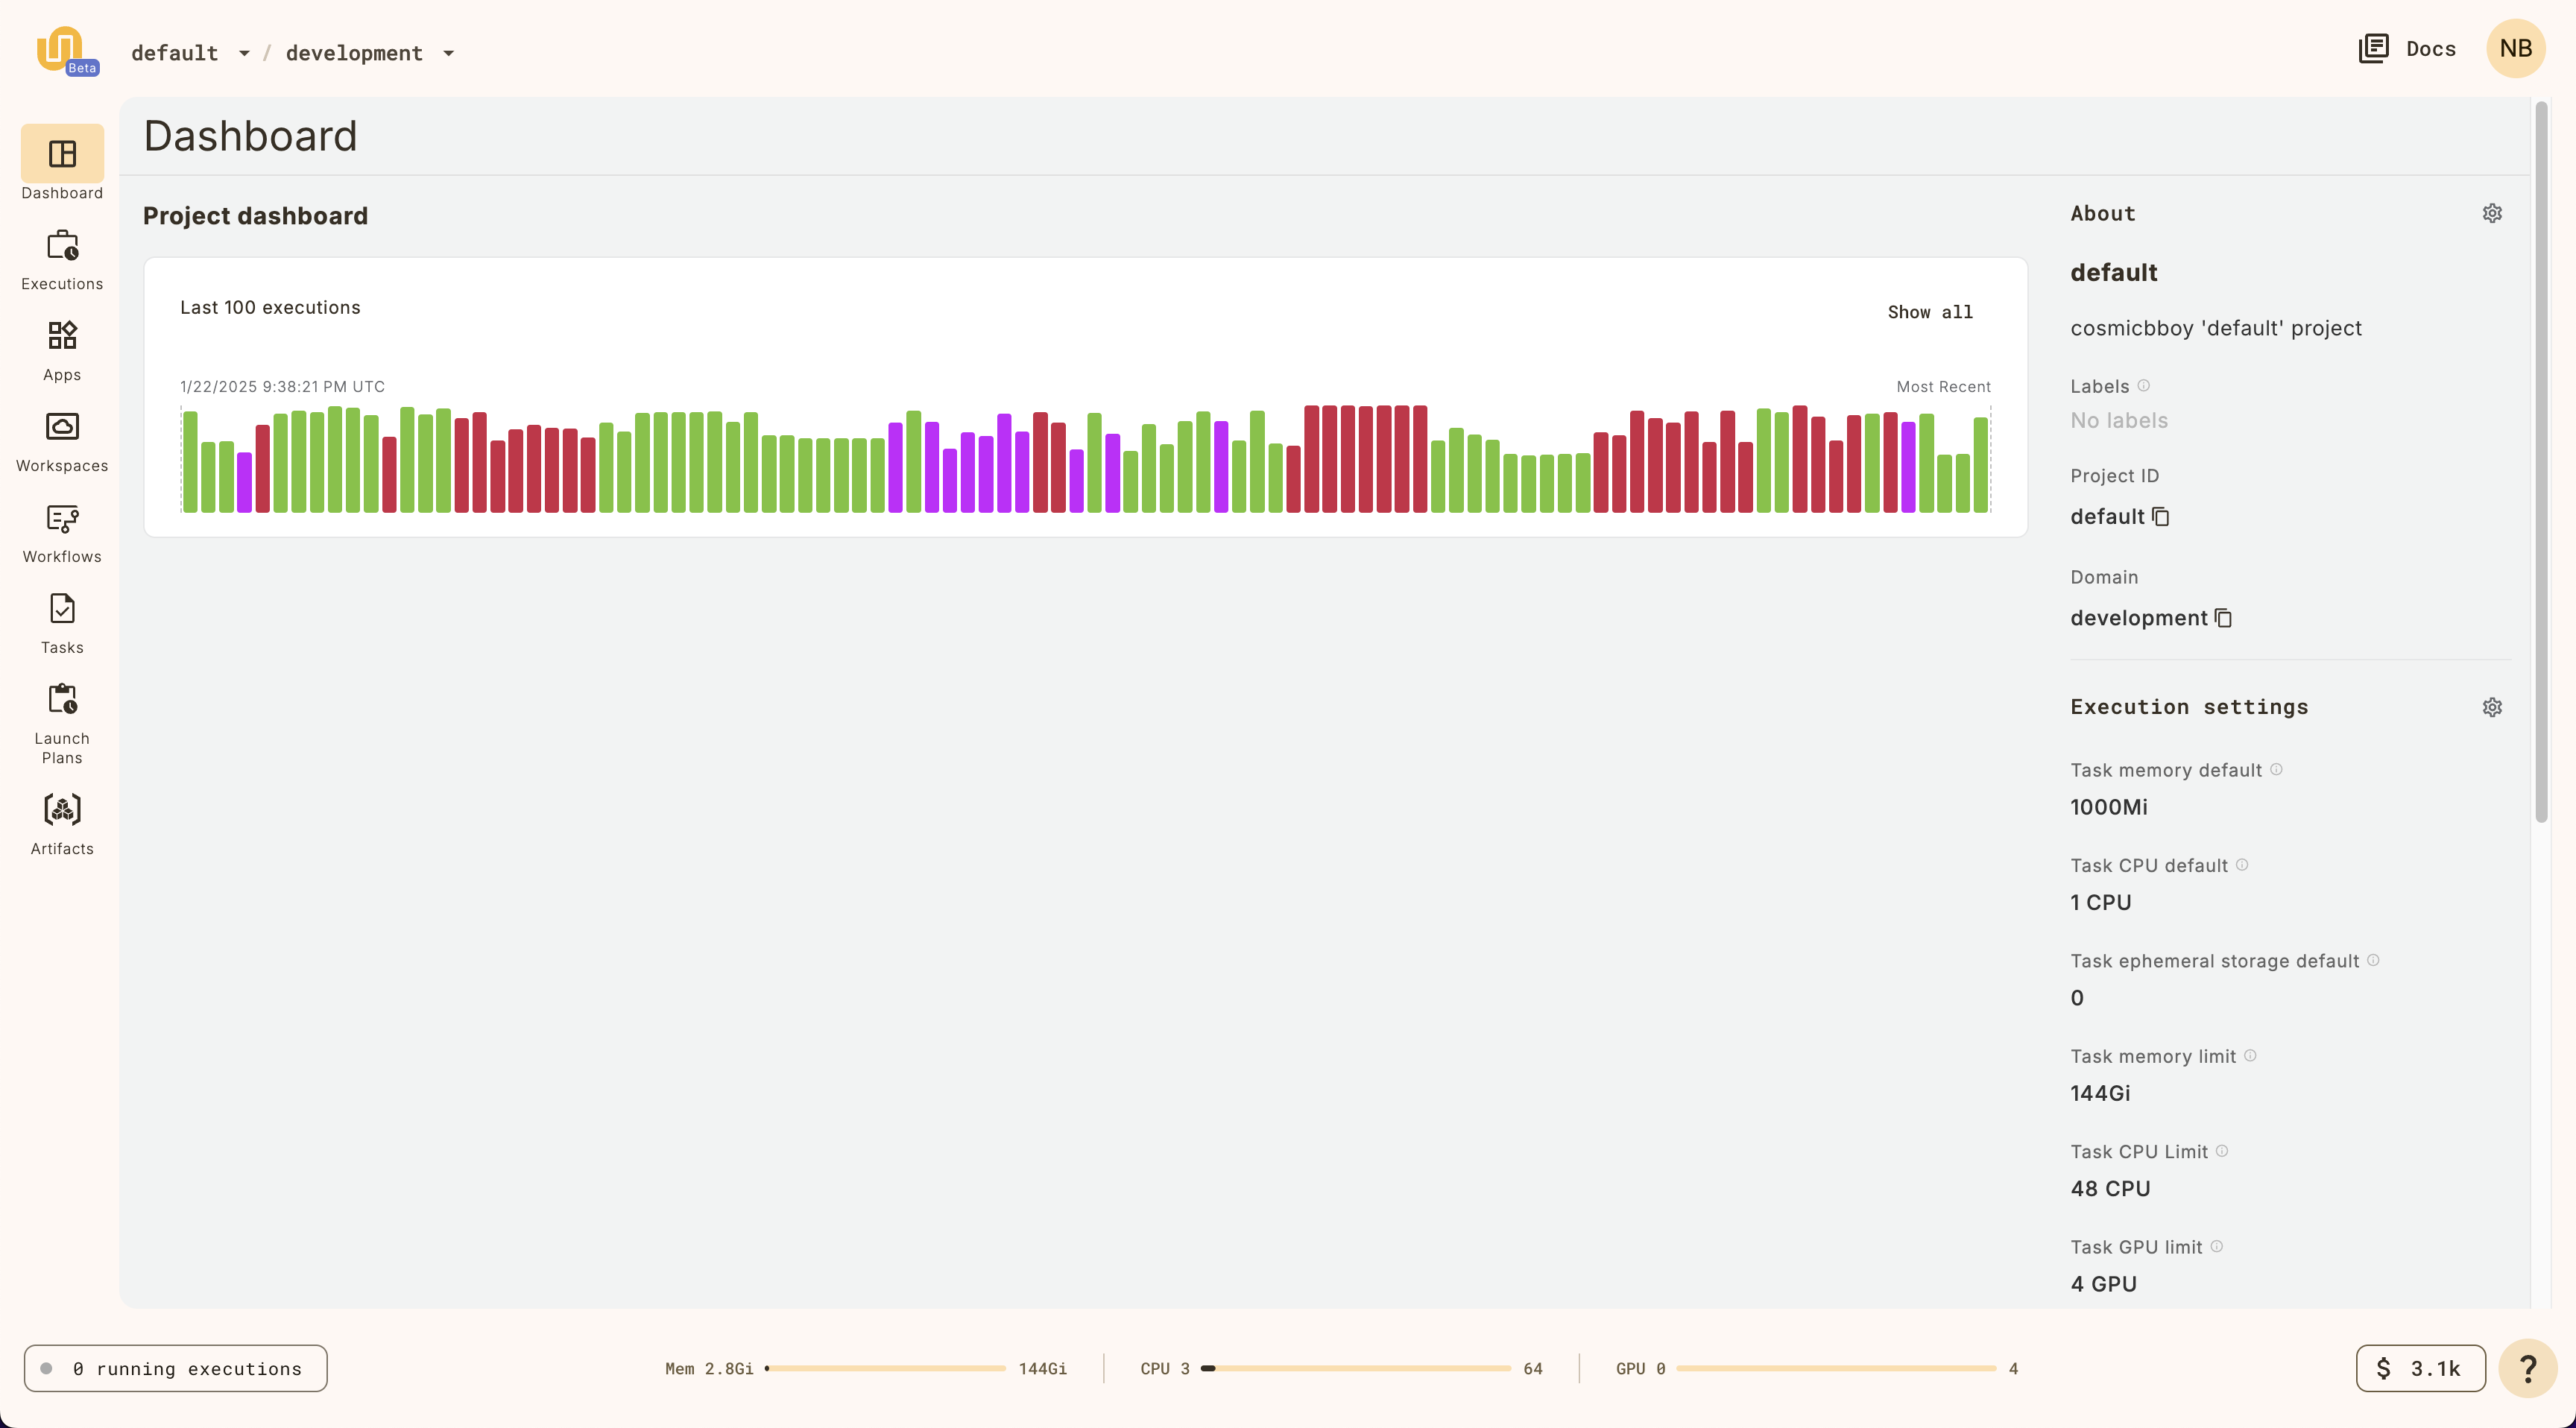 Beta
default / development
Docs
NB
Dashboard
Executions
Apps
Workspaces
Workflows
Tasks
Launch
Plans
Artifacts
Dashboard
Project dashboard
Last 100 executions
Show all
1/22/2025 9:38:21 PM UTC
Most Recent
About
default
cosmicbboy 'default' project
Labels
No labels
Project ID
default
Domain
development
Execution settings
Task memory default
1000Mi
Task CPU default
1 CPU
Task ephemeral storage default
0
Task memory limit
144Gi
Task CPU Limit
48 CPU
Task GPU limit
4 GPU
0 running executions
Mem 2.8Gi 144Gi
CPU 3 64
GPU 0 4
$ 3.1k
?